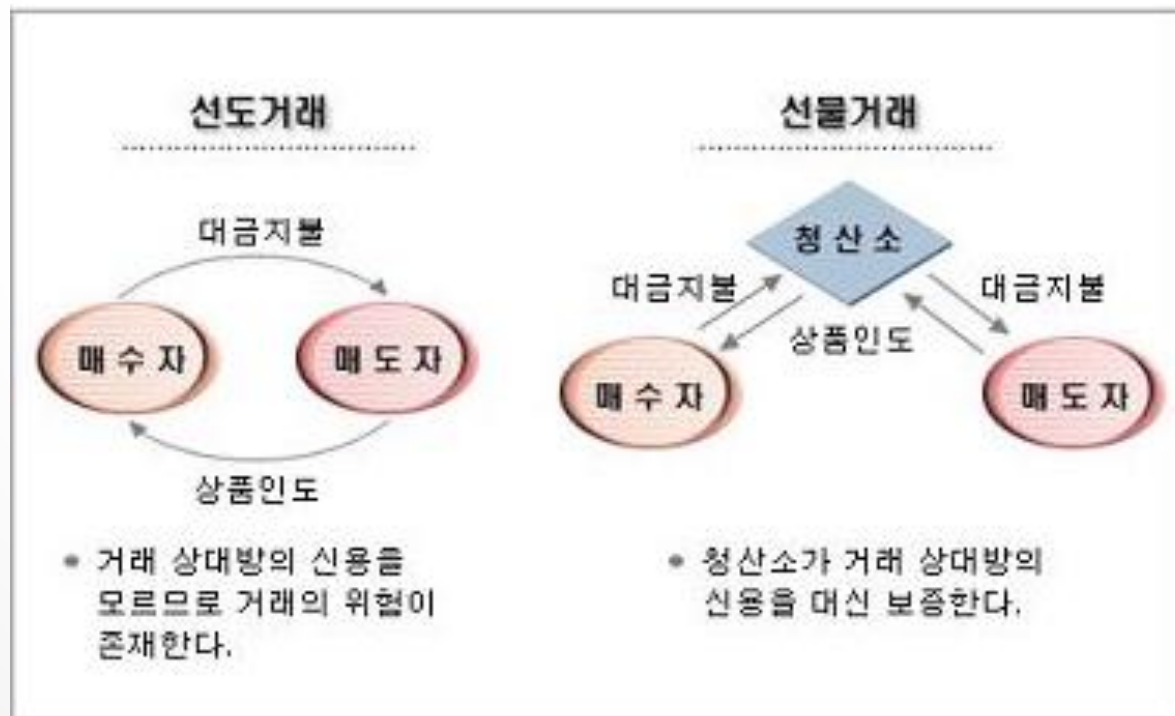 선도거래
대금지불
매수자
매도자
상품인도
● 거래 상대방의 신용을
모르므로 거래의 위험이
존재한다.
선물거래
청산소
대금지불
대금지불
상품인도
매수자
매도자
● 청산소가 거래 상대방의
신용을 대신 보증한다.